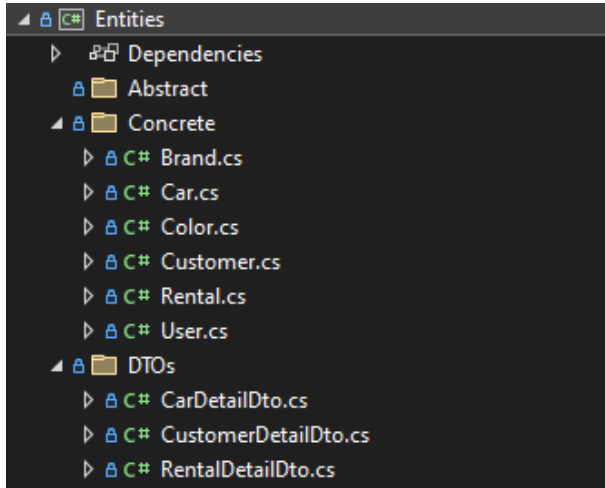 C# Entities
Dependencies
Abstract
Concrete
C# Brand.cs
C# Car.cs
C# Color.cs
C# Customer.cs
C# Rental.cs
C# User.cs
DTOs
C# CarDetailDto.cs
C# CustomerDetailDto.cs
C# RentalDetailDto.cs